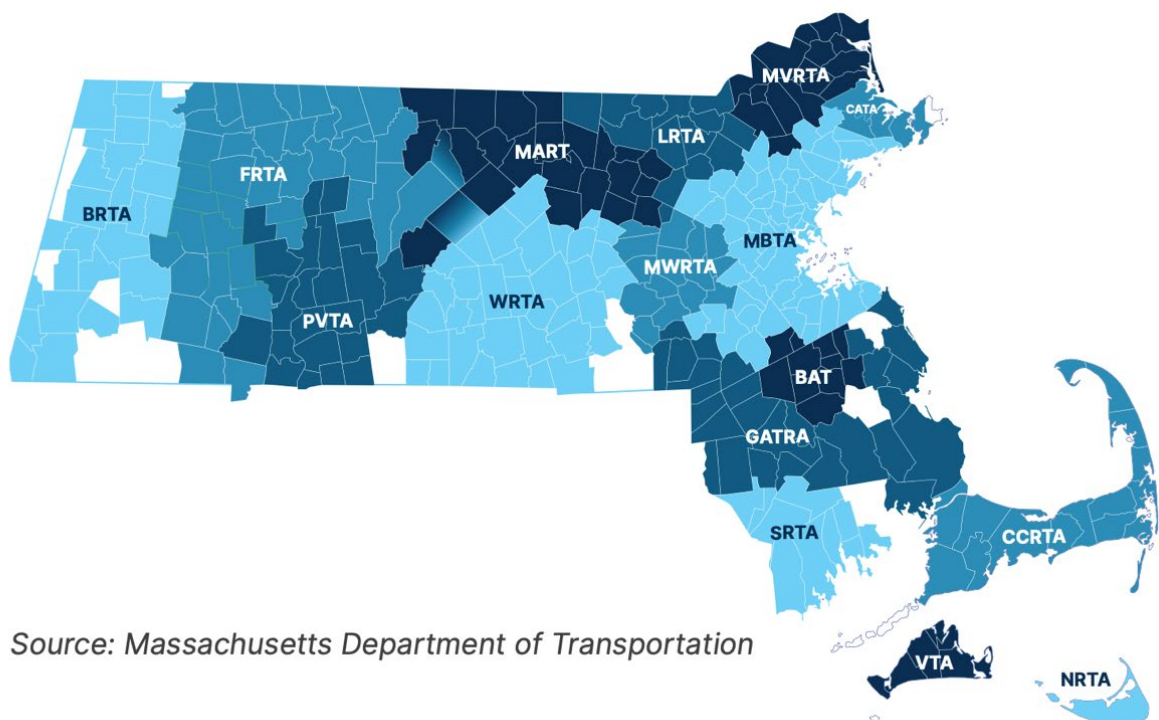 MVRTA
CATA
LRTA
MART
FRTA
BRTA
MBTA
MWRTA
WRTA
PVTA
BAT
GATRA
SRTA
CCRTA
Source: Massachusetts Department of Transportation
VTA
NRTA